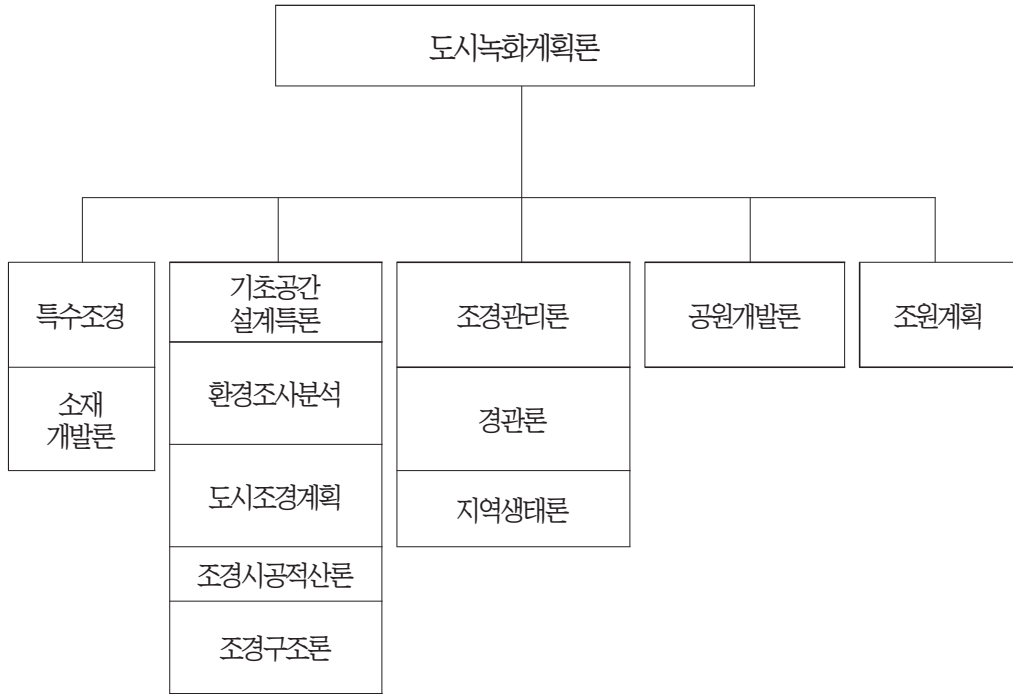 도시녹화계획론
특수조경
소재
개발론
기초공간
설계특론
환경조사분석
도시조경계획
조경시공적산론
조경구조론
조경관리론
경관론
지역생태론
공원개발론
조원계획